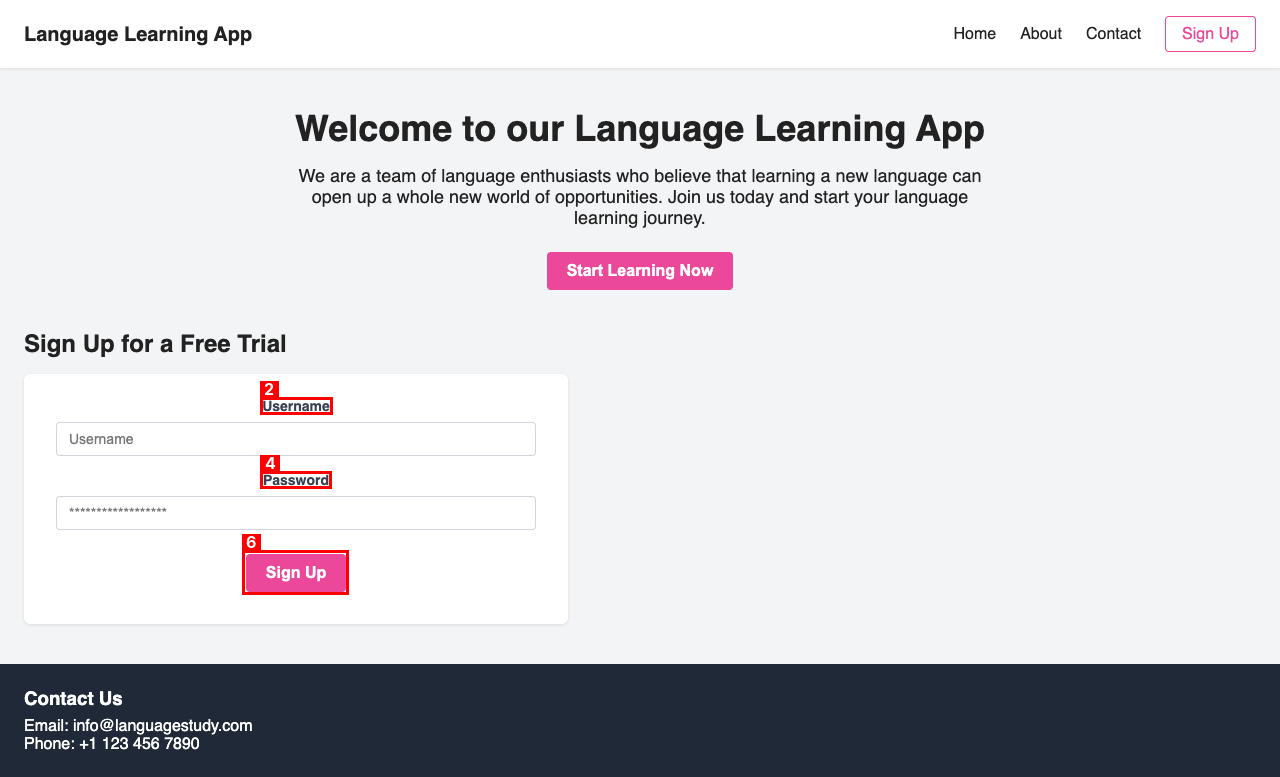 Language Learning App
Home
About
Contact
Sign Up
Welcome to our Language Learning App
We are a team of language enthusiasts who believe that learning a new language can
open up a whole new world of opportunities. Join us today and start your language
learning journey.
Start Learning Now
Sign Up for a Free Trial
2
Username
Username
4
Password
******************
6
Sign Up
Contact Us
Email: info@languagestudy.com
Phone: +1 123 456 7890